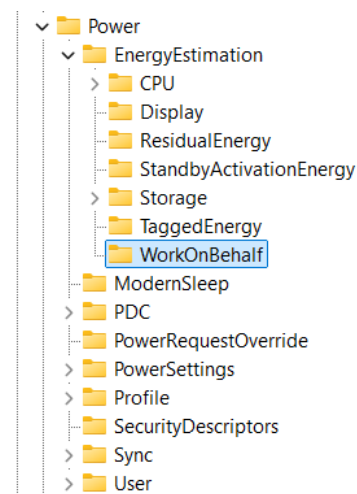 Power
EnergyEstimation
CPU
Display
ResidualEnergy
StandbyActivationEnergy
Storage
TaggedEnergy
WorkOnBehalf
ModernSleep
PDC
PowerRequestOverride
PowerSettings
Profile
SecurityDescriptors
Sync
User